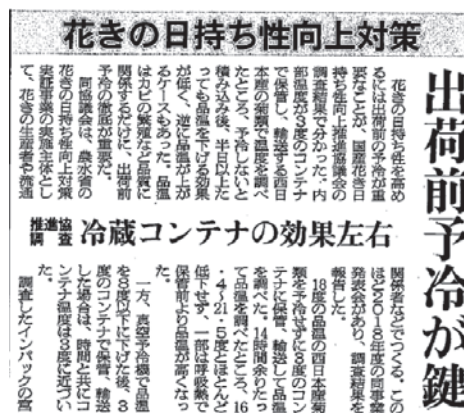 花きの日持ち性向上対策
出荷前予冷が鍵
推進協調査
冷蔵コンテナの効果左右
花きの日持ち性を高め
るには出荷前の予冷が重
要なことが、国産花き日
持ち性向上推進協議会の
調査結果で分かった。内
部温度が3度のコンテナ
で保管し、輸送する西日
本産の菊類で温度を調べ
たところ、予冷しないと
積み込み後、半日以上た
っても品温を下げる効果
が低く、逆に品温が上が
るケースもあった。品温
はカビの繁殖など品質に
関係するだけに、出荷前
予冷の徹底が重要だ。
同協議会は、農水省の
花きの日持ち性向上対策
実証事業の実施主体とし
て、花きの生産者や流通
関係者などでつくる。この
ほど2018年度の同事業
発表会があり、調査結果を
報告した。
18度の品温の西日本産菊
類を予冷せずに3度のコン
テナに保管、輸送して品温
を調べた。14時間余りたっ
て品温を調べたところ、16
・4〜21・5度とほとんど
低下せず、一部は呼吸熱で
保管前より品温が高くなっ
た。
一方、真空予冷機で品温
を8度以下に下げた後、3
度のコンテナで保管、輸送
した場合は、時間と共にコ
ンテナ温度は3度に近づい
た。
調査したインパックの宮